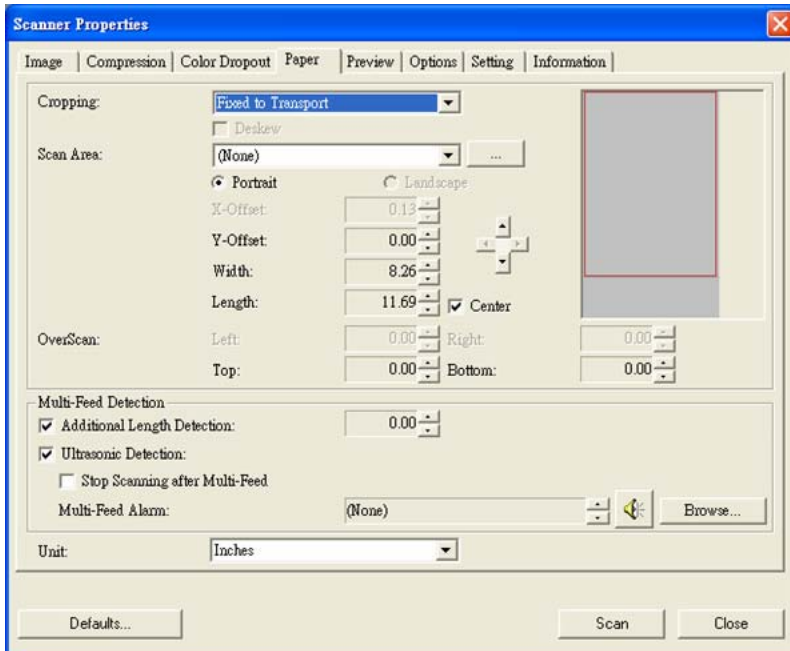 Scanner Properties
Image Compression Color Dropout Paper Preview Options Setting Information
Cropping: Fixed to Transport
Deskew
Scan Area: (None) ...
Portrait Landscape
X-Offset: 0.13
Y-Offset: 0.00
Width: 8.26
Length: 11.69 Center
OverScan: Left: 0.00 Right: 0.00
Top: 0.00 Bottom: 0.00
Multi-Feed Detection
Additional Length Detection: 0.00
Ultrasonic Detection:
Stop Scanning after Multi-Feed
Multi-Feed Alarm: (None) Browse...
Unit: Inches
Defaults... Scan Close